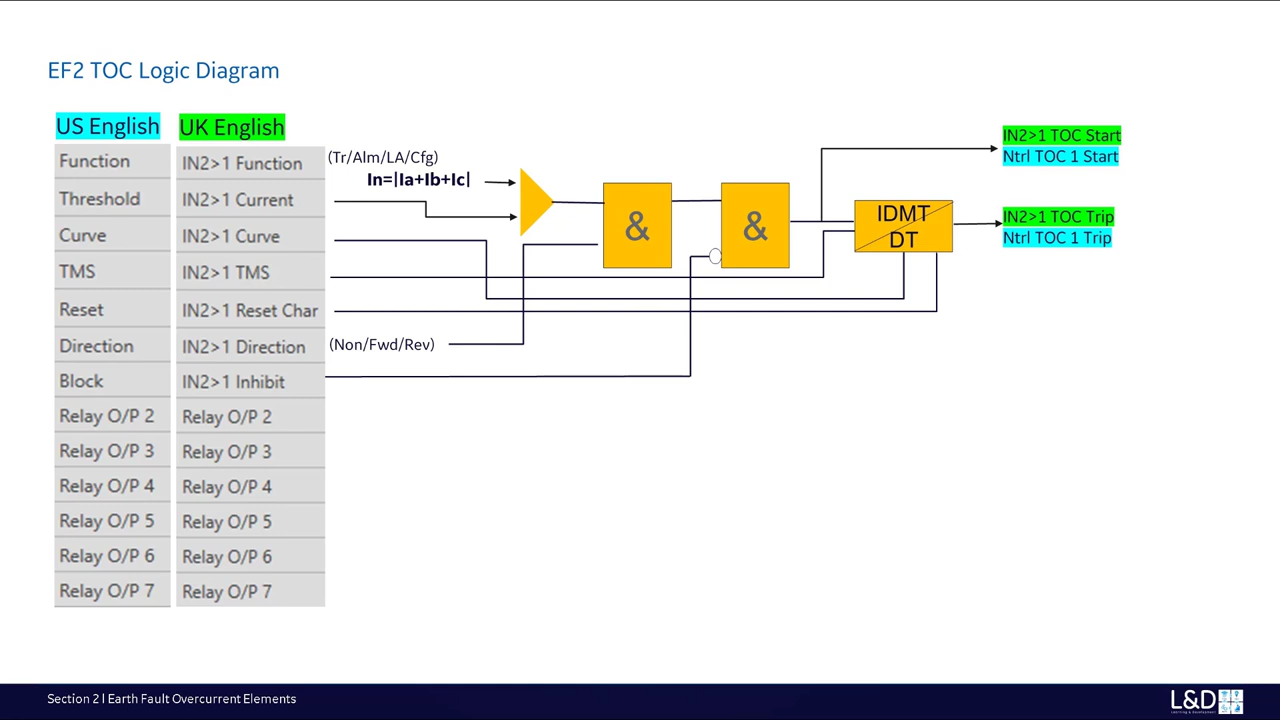 EF2 TOC Logic Diagram
US English
UK English
Function
IN2>1 Function
(Tr/Alm/LA/Cfg)
In=|Ia+Ib+Ic|
Threshold
IN2>1 Current
Curve
IN2>1 Curve
TMS
IN2>1 TMS
Reset
IN2>1 Reset Char
Direction
IN2>1 Direction
(Non/Fwd/Rev)
Block
IN2>1 Inhibit
Relay O/P 2
Relay O/P 2
Relay O/P 3
Relay O/P 3
Relay O/P 4
Relay O/P 4
Relay O/P 5
Relay O/P 5
Relay O/P 6
Relay O/P 6
Relay O/P 7
Relay O/P 7
&
&
IDMT
DT
IN2>1 TOC Start
Ntrl TOC 1 Start
IN2>1 TOC Trip
Ntrl TOC 1 Trip
Section 2 l Earth Fault Overcurrent Elements
L&D
Learning & Development